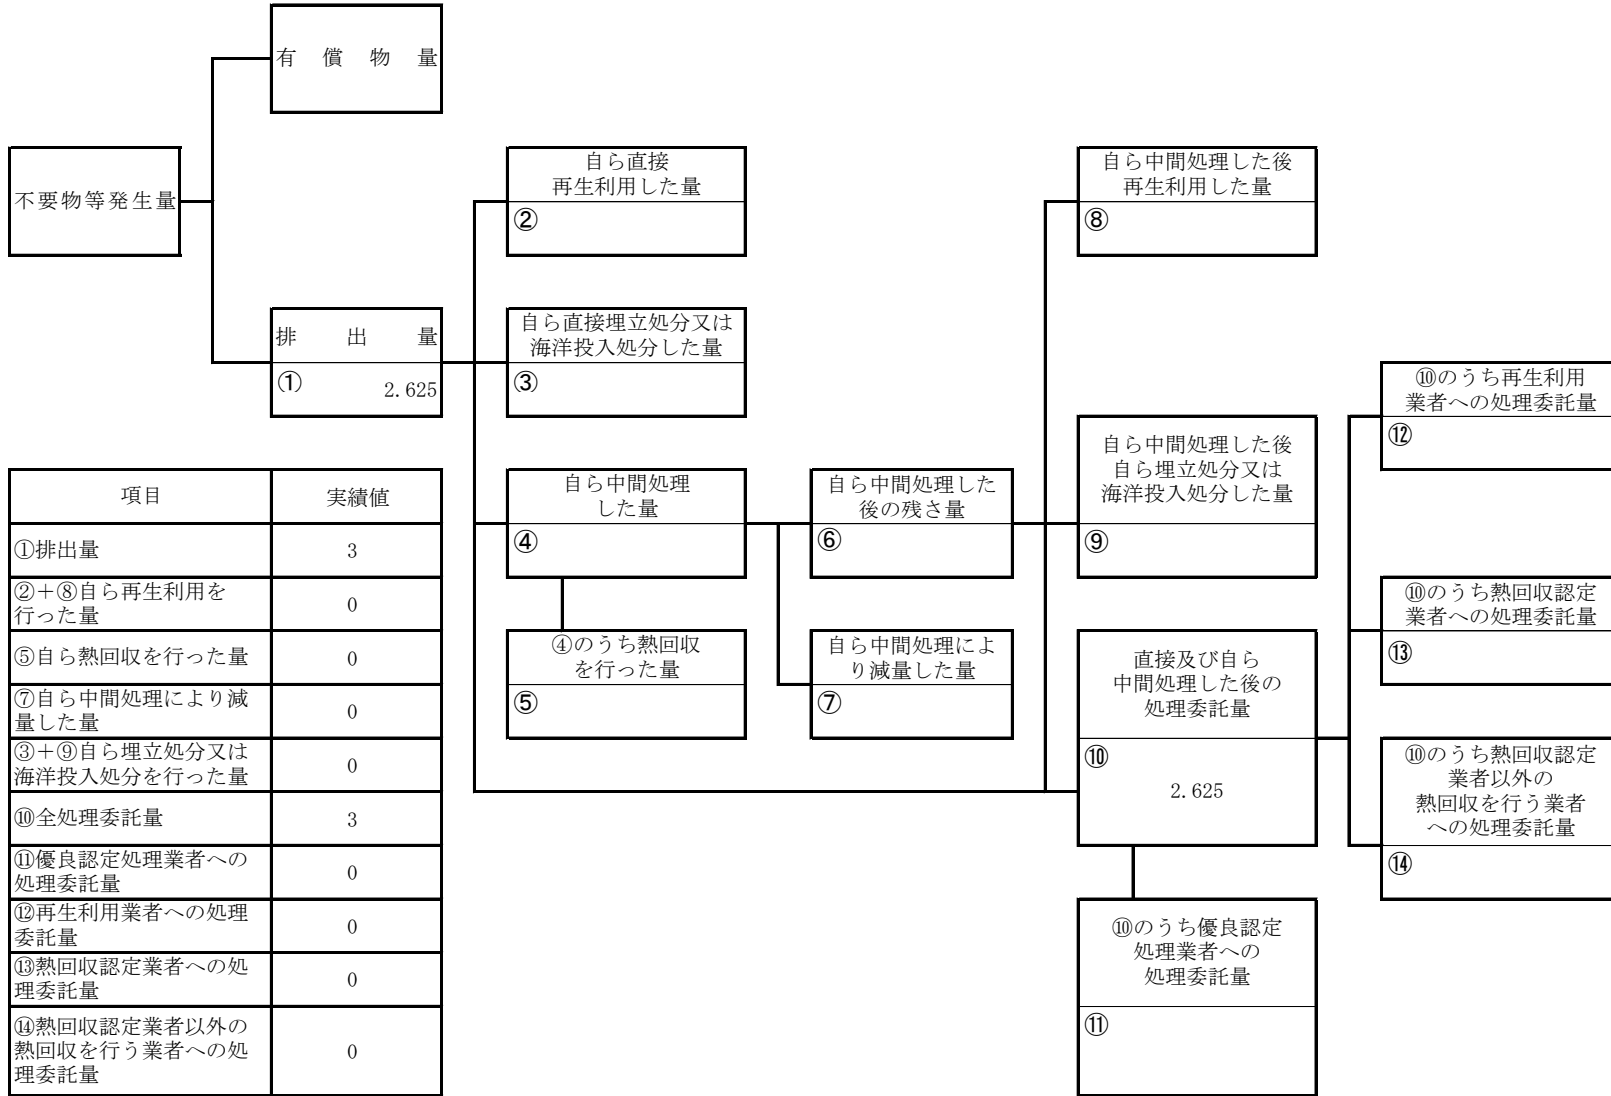 有償物量
不要物等発生量
排出量
①
2.625
自ら直接
再生利用した量
②
自ら直接埋立処分又は
海洋投入処分した量
③
自ら中間処理
した量
④
④のうち熱回収
を行った量
⑤
自ら中間処理した
後の残さ量
⑥
自ら中間処理によ
り減量した量
⑦
自ら中間処理した後
再生利用した量
⑧
自ら中間処理した後
自ら埋立処分又は
海洋投入処分した量
⑨
直接及び自ら
中間処理した後の
処理委託量
⑩
2.625
⑩のうち優良認定
処理業者への
処理委託量
⑪
⑩のうち再生利用
業者への処理委託量
⑫
⑩のうち熱回収認定
業者への処理委託量
⑬
⑩のうち熱回収認定
業者以外の
熱回収を行う業者
への処理委託量
⑭
項目 実績値
①排出量 3
②＋⑧自ら再生利用を
行った量 0
⑤自ら熱回収を行った量 0
⑦自ら中間処理により減
量した量 0
③＋⑨自ら埋立処分又は
海洋投入処分を行った量 0
⑩全処理委託量 3
⑪優良認定処理業者への
処理委託量 0
⑫再生利用業者への処理
委託量 0
⑬熱回収認定業者への処
理委託量 0
⑭熱回収認定業者以外の
熱回収を行う業者への処
理委託量 0